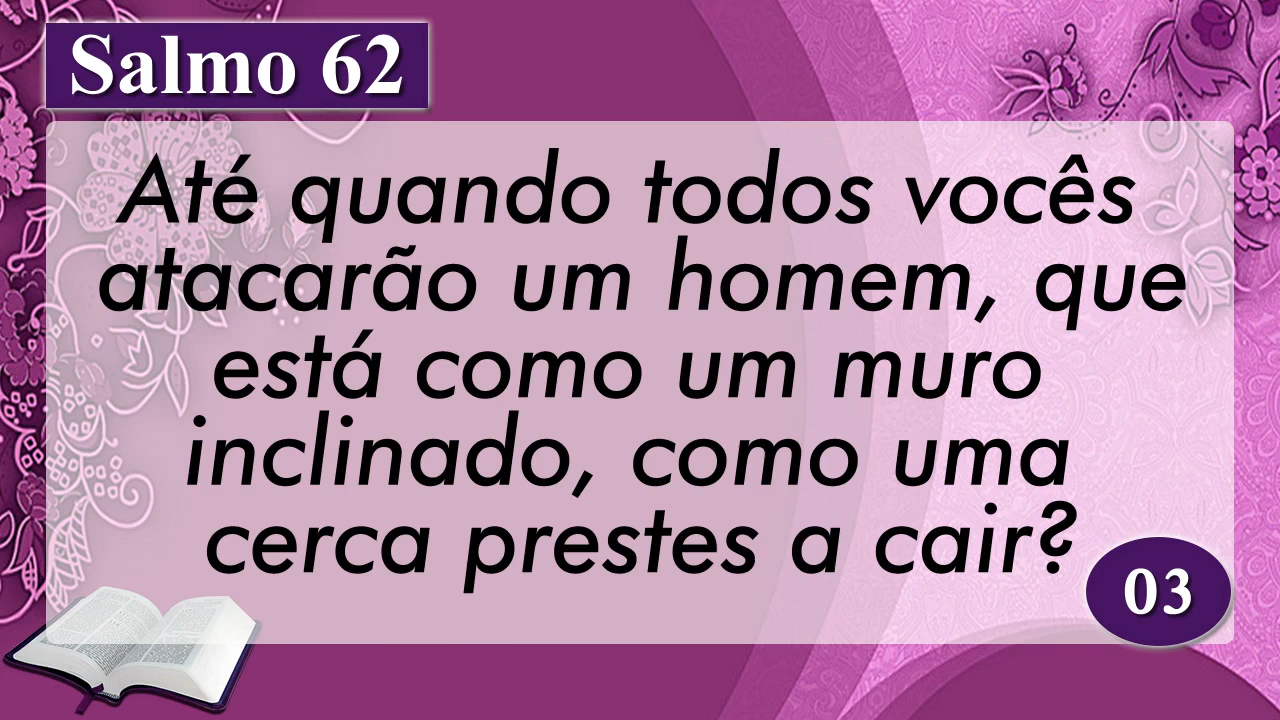 Salmo 62
Até quando todos vocês
atacarão um homem, que
está como um muro
inclinado, como uma
cerca prestes a cair?
03